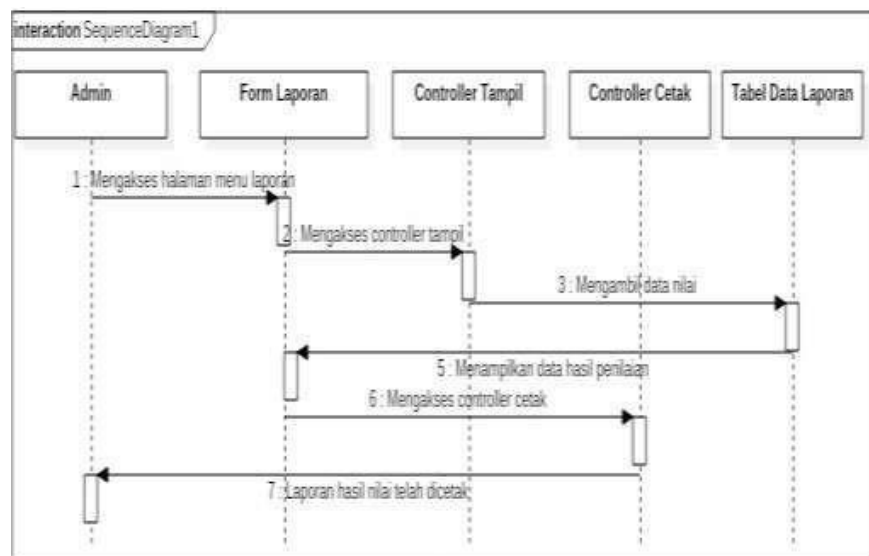 interaction SequenceDiagram1
Admin
Form Laporan
Controller Tampil
Controller Cetak
Tabel Data Laporan
1 : Mengakses halaman menu laporan
2 : Mengakses controller tampil
3 : Mengambil data nilai
5 : Menampilkan data hasil penilaian
6 : Mengakses controller cetak
7 : Laporan hasil nilai telah dicetak